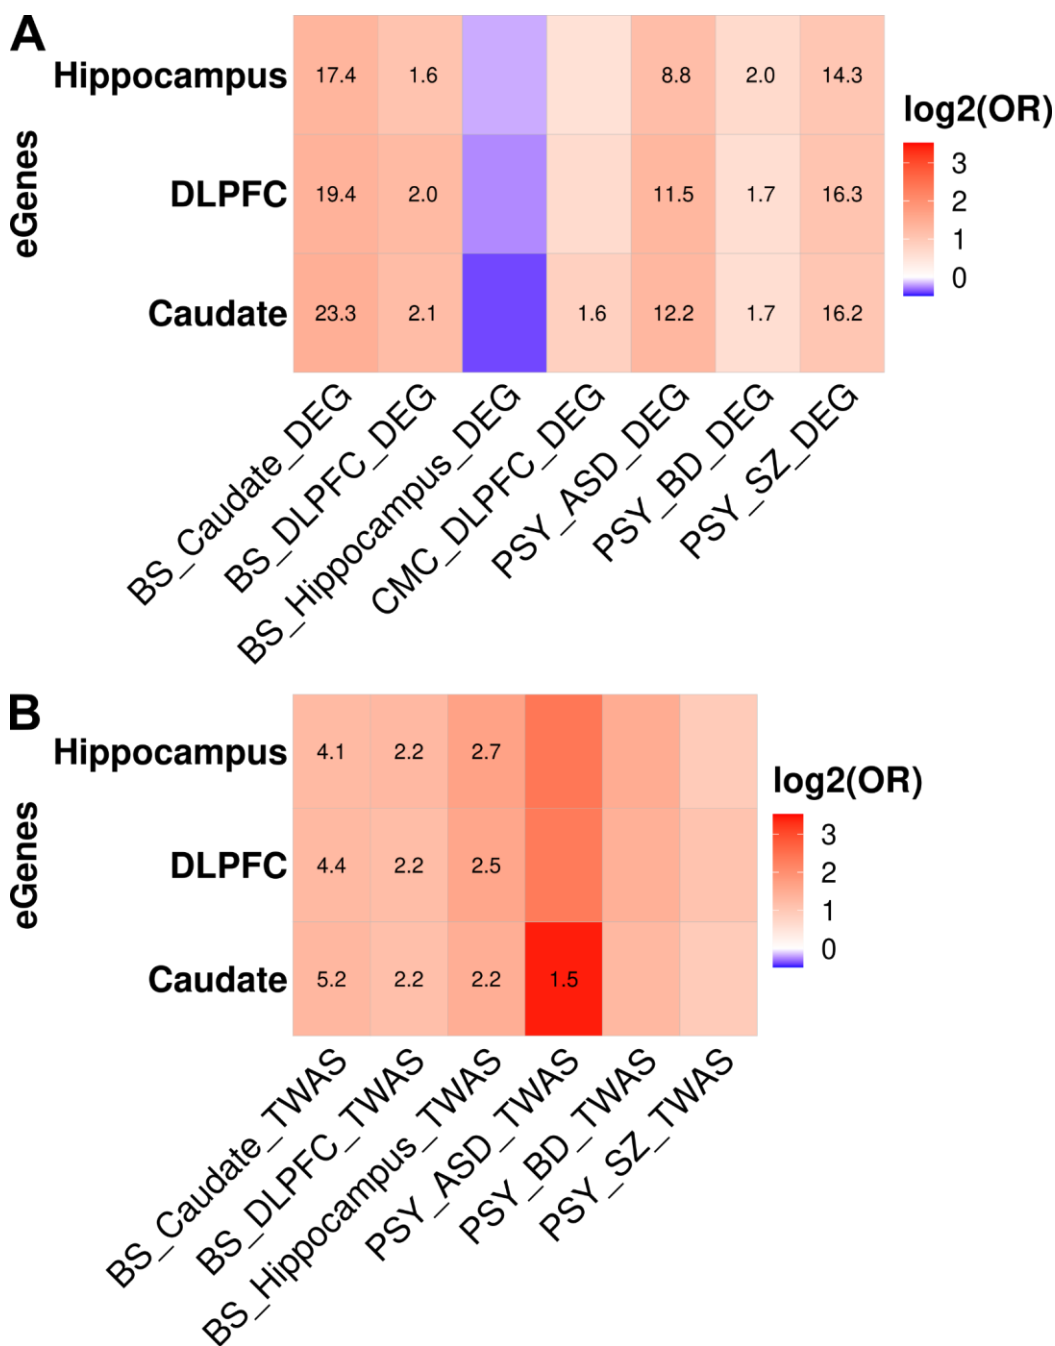 A
Hippocampus 17.4 1.6 8.8 2.0 14.3
DLPFC 19.4 2.0 11.5 1.7 16.3
Caudate 23.3 2.1 1.6 12.2 1.7 16.2
eGenes
BS_Caudate_DEG
BS_DLPFC_DEG
BS_Hippocampus_DEG
CMC_DLPFC_DEG
PSY_ASD_DEG
PSY_BD_DEG
PSY_SZ_DEG
log2(OR)
3
2
1
0
B
Hippocampus 4.1 2.2 2.7
DLPFC 4.4 2.2 2.5
Caudate 5.2 2.2 2.2 1.5
eGenes
BS_Caudate_TWAS
BS_DLPFC_TWAS
BS_Hippocampus_TWAS
PSY_ASD_TWAS
PSY_BD_TWAS
PSY_SZ_TWAS
log2(OR)
3
2
1
0